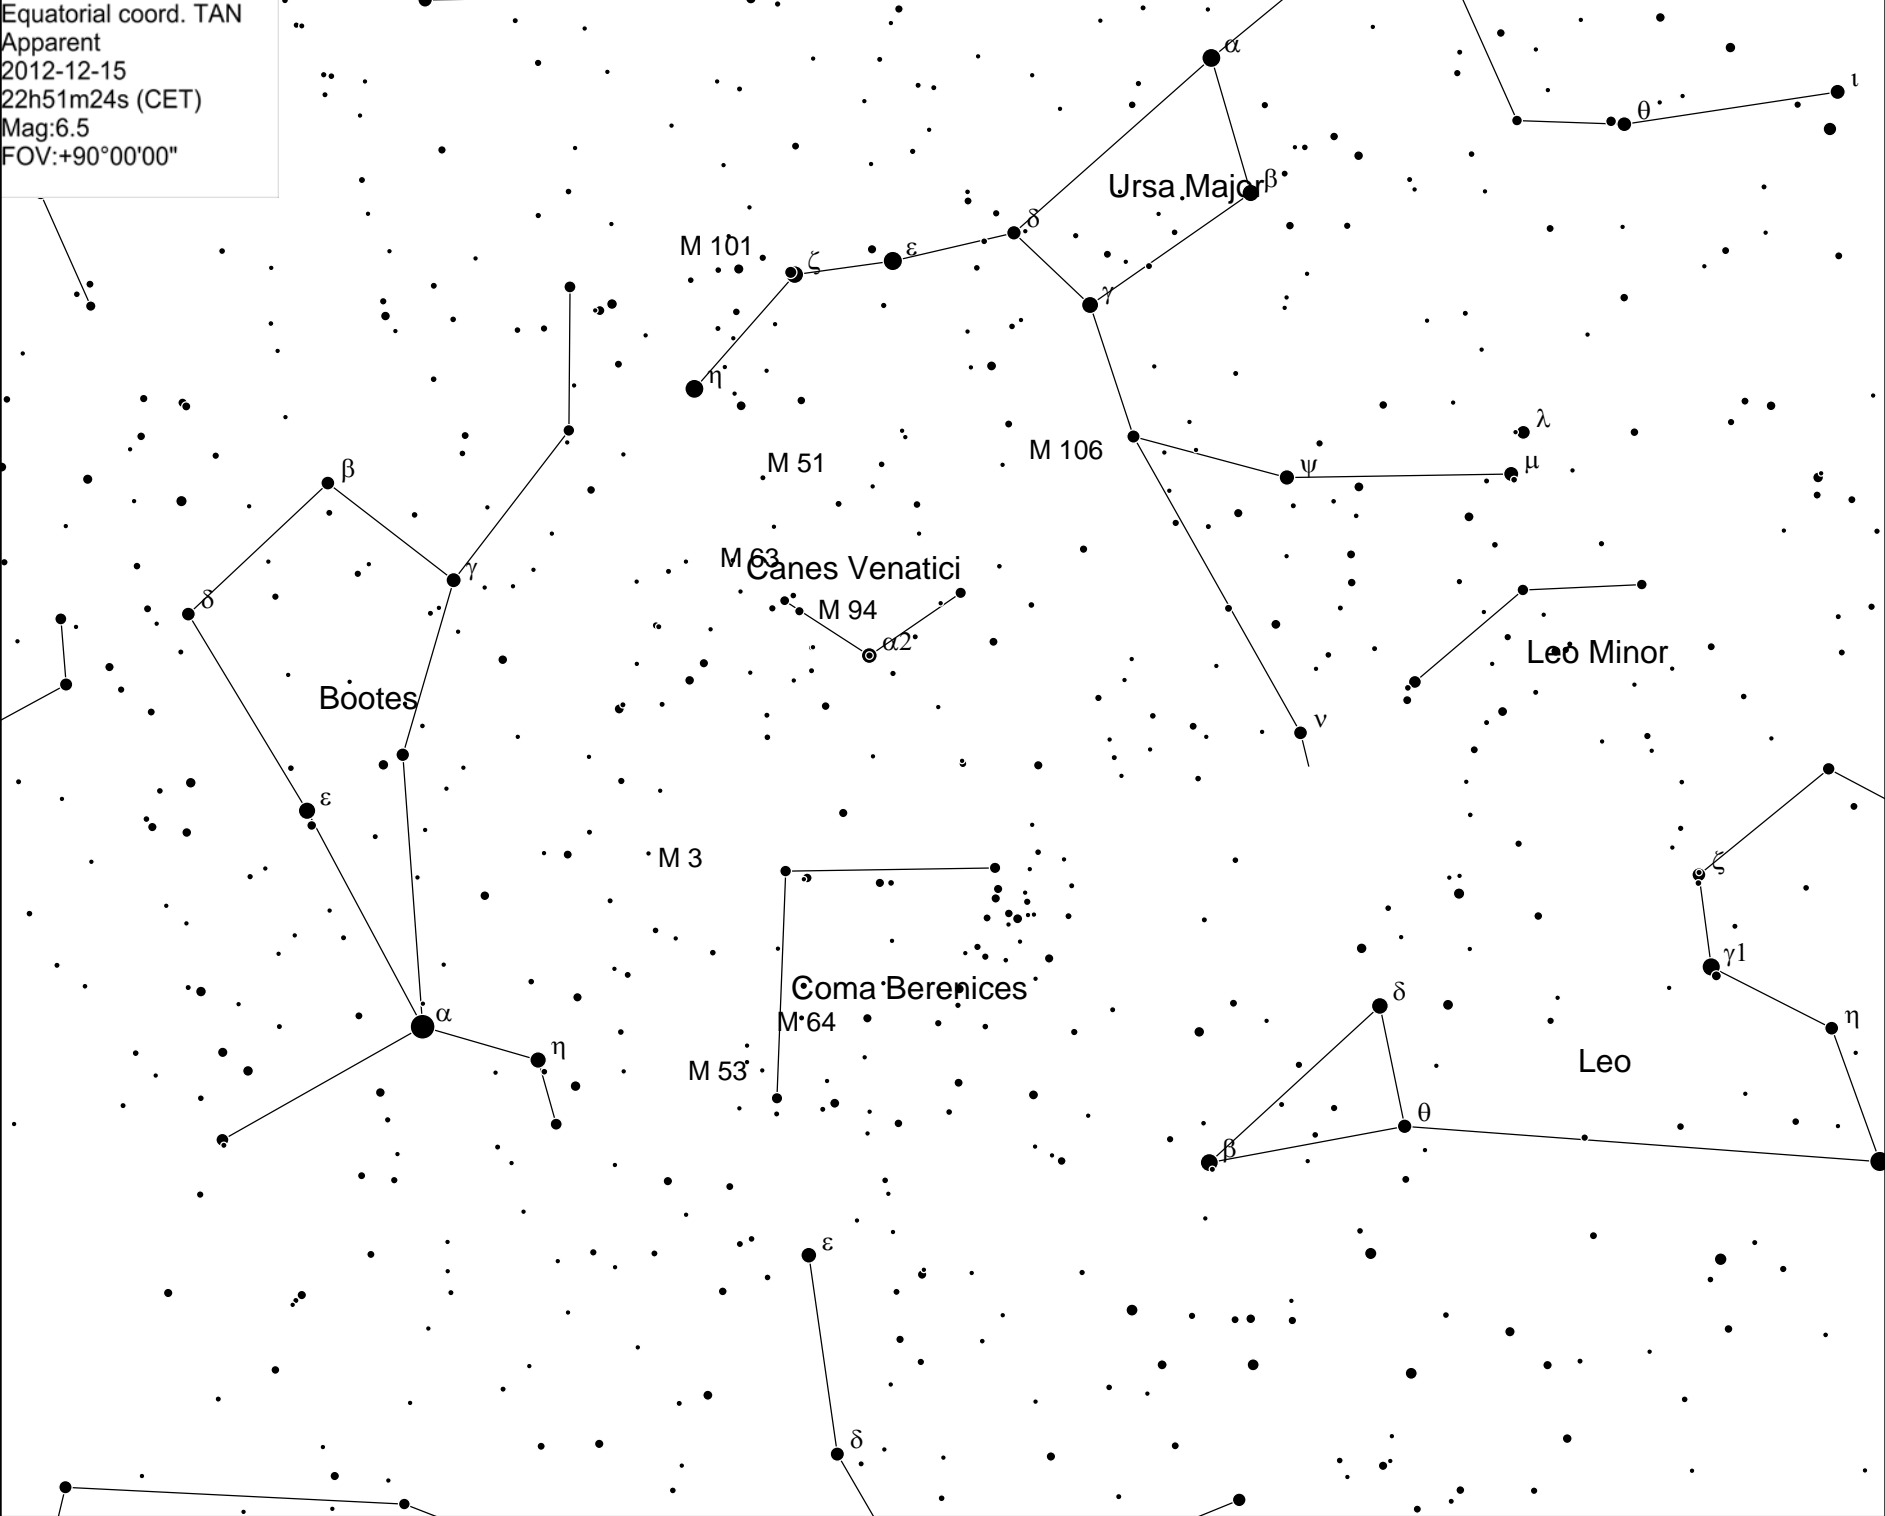 Equatorial coord. TAN
Apparent
2012-12-15
22h51m24s (CET)
Mag:6.5
FOV:+90°00'00"
α
ι
θ
Ursa Major
β
δ
M 101
ζ
ε
γ
η
λ
M 106
M 51
ψ
μ
β
M 63
Canes Venatici
γ
δ
M 94
α2
Leo Minor
Bootes
ν
ε
M 3
ζ
γ1
Coma Berenices
δ
α
M 64
η
η
Leo
M 53
θ
β
ε
δ